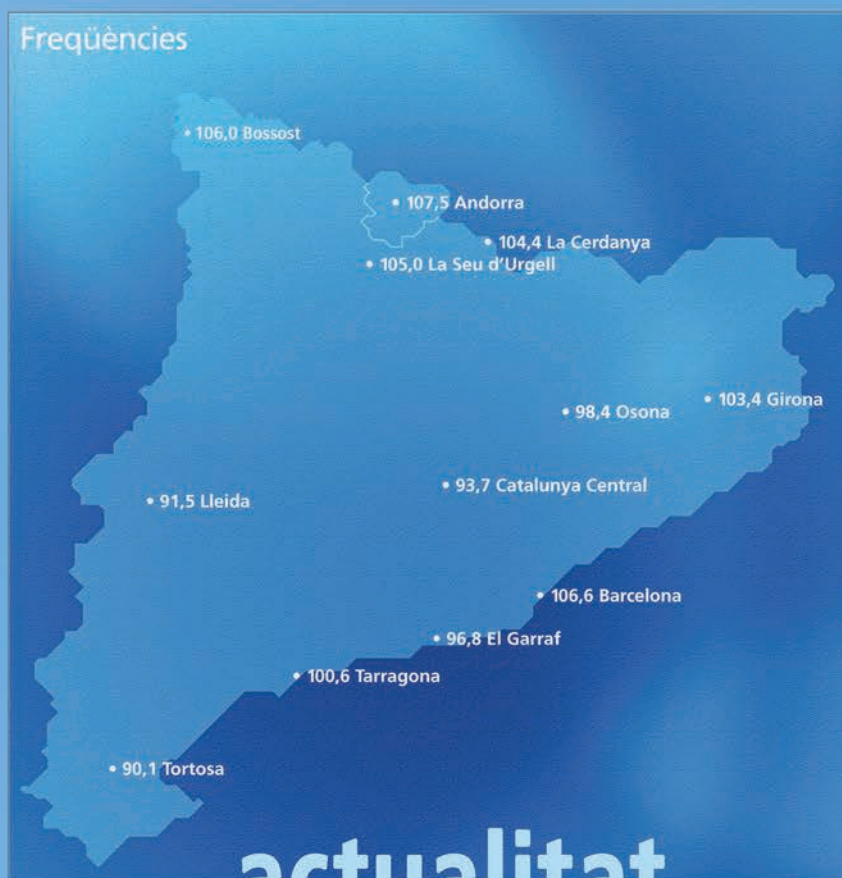 Freqüències
106,0 Bossost
107,5 Andorra
104,4 La Cerdanya
105,0 La Seu d'Urgell
103,4 Girona
98,4 Osona
93,7 Catalunya Central
91,5 Lleida
106,6 Barcelona
96,8 El Garraf
100,6 Tarragona
90,1 Tortosa
actualitat